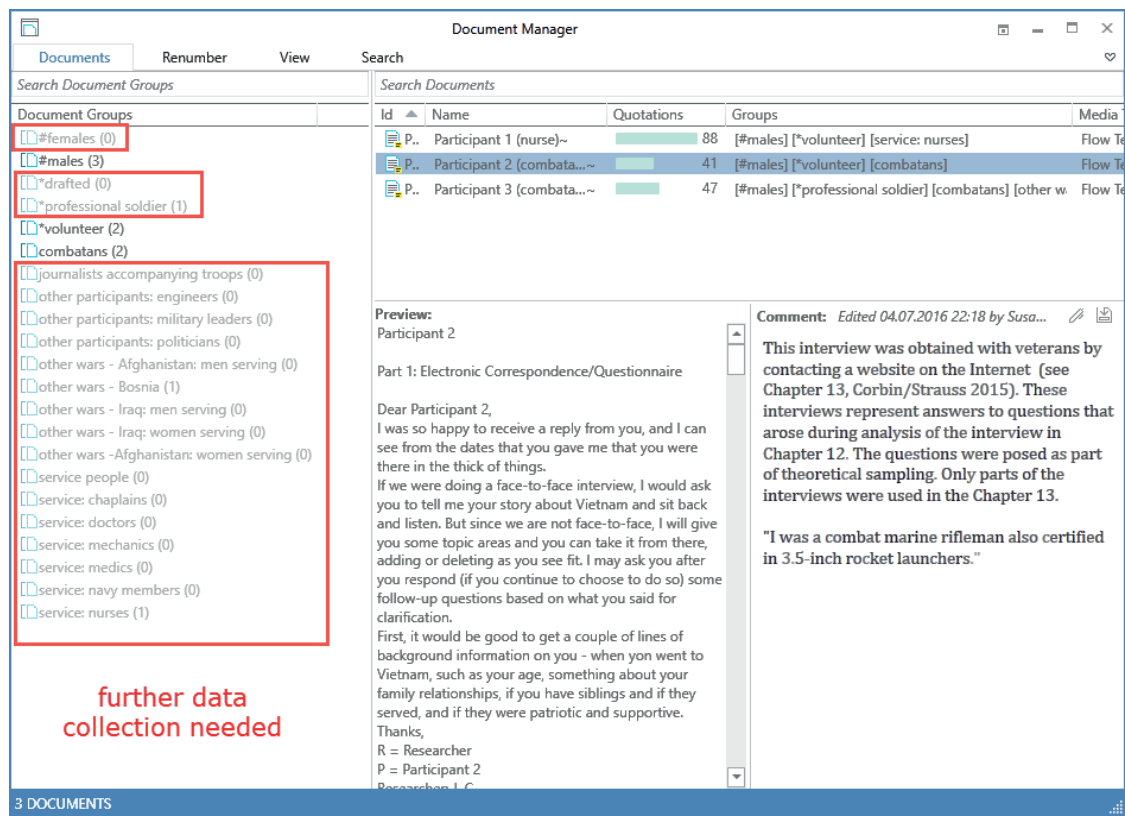 Document Manager
Documents Renumber View Search
Search Document Groups
Document Groups
#females (0)
#males (3)
*drafted (0)
*professional soldier (1)
*volunteer (2)
combatans (2)
journalists accompanying troops (0)
other participants: engineers (0)
other participants: military leaders (0)
other participants: politicians (0)
other wars - Afghanistan: men serving (0)
other wars - Bosnia (1)
other wars - Iraq: men serving (0)
other wars - Iraq: women serving (0)
other wars -Afghanistan: women serving (0)
service people (0)
service: chaplains (0)
service: doctors (0)
service: mechanics (0)
service: medics (0)
service: navy members (0)
service: nurses (1)
further data
collection needed
Search Documents
Id Name Quotations Groups Media T
P.. Participant 1 (nurse)~ 88 [#males] [*volunteer] [service: nurses] Flow Te
P.. Participant 2 (combata...~ 41 [#males] [*volunteer] [combatans] Flow Te
P.. Participant 3 (combata...~ 47 [#males] [*professional soldier] [combatans] [other wa Flow Te
Preview:
Participant 2
Part 1: Electronic Correspondence/Questionnaire
Dear Participant 2,
I was so happy to receive a reply from you, and I can
see from the dates that you gave me that you were
there in the thick of things.
If we were doing a face-to-face interview, I would ask
you to tell me your story about Vietnam and sit back
and listen. But since we are not face-to-face, I will give
you some topic areas and you can take it from there,
adding or deleting as you see fit. I may ask you after
you respond (if you continue to choose to do so) some
follow-up questions based on what you said for
clarification.
First, it would be good to get a couple of lines of
background information on you - when yon went to
Vietnam, such as your age, something about your
family relationships, if you have siblings and if they
served, and if they were patriotic and supportive.
Thanks,
R = Researcher
P = Participant 2
Comment: Edited 04.07.2016 22:18 by Susa...
This interview was obtained with veterans by
contacting a website on the Internet (see
Chapter 13, Corbin/Strauss 2015). These
interviews represent answers to questions that
arose during analysis of the interview in
Chapter 12. The questions were posed as part
of theoretical sampling. Only parts of the
interviews were used in the Chapter 13.
"I was a combat marine rifleman also certified
in 3.5-inch rocket launchers."
3 DOCUMENTS